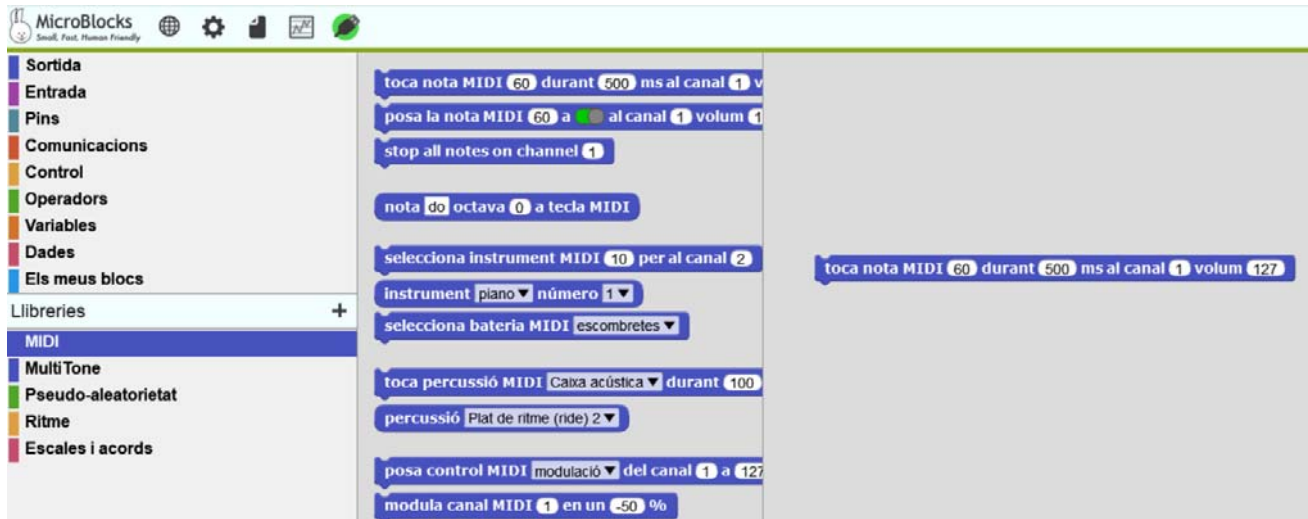 MicroBlocks
Small, Fast, Human Friendly
Sortida
Entrada
Pins
Comunicacions
Control
Operadors
Variables
Dades
Els meus blocs
Llibreries +
MIDI
MultiTone
Pseudo-aleatorietat
Ritme
Escales i acords
toca nota MIDI 60 durant 500 ms al canal 1 v
posa la nota MIDI 60 a al canal 1 volum 1
stop all notes on channel 1
nota do octava 0 a tecla MIDI
selecciona instrument MIDI 10 per al canal 2
instrument piano número 1
selecciona bateria MIDI escombretes
toca percussió MIDI Caixa acústica durant 100
percussió Plat de ritme (ride) 2
posa control MIDI modulació del canal 1 a 127
modula canal MIDI 1 en un -50 %
toca nota MIDI 60 durant 500 ms al canal 1 volum 127